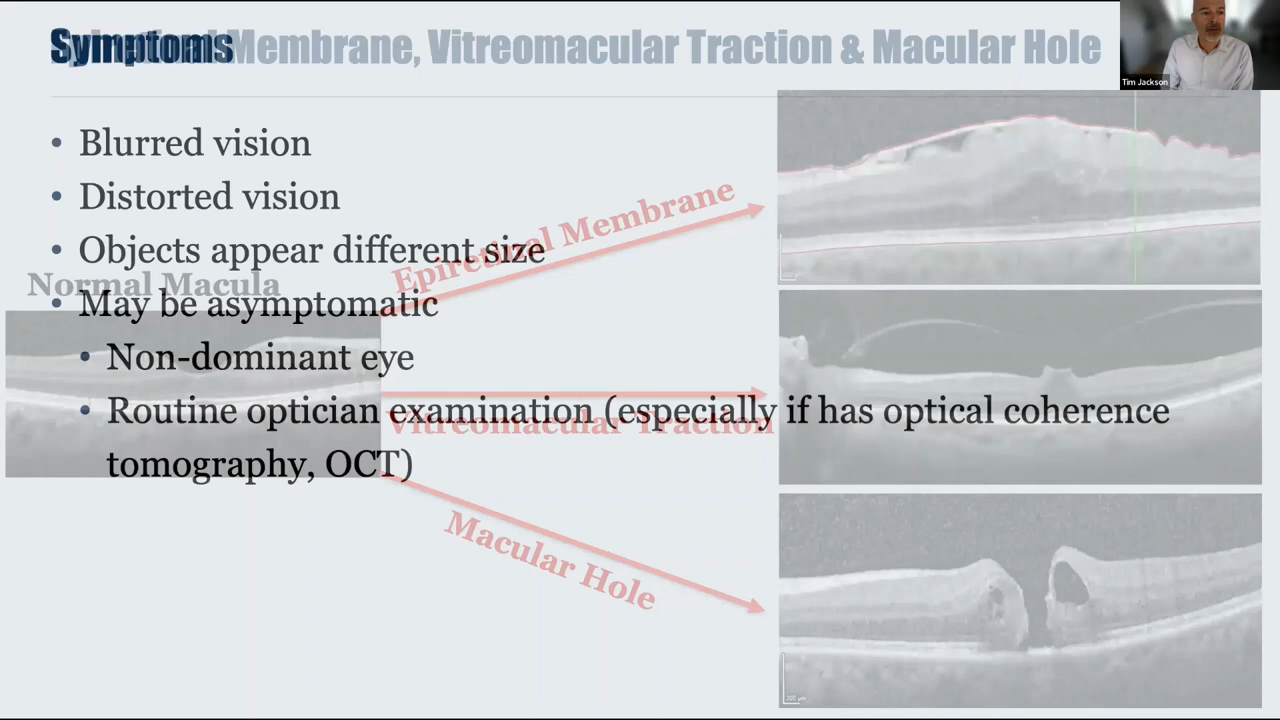 Symptoms
Membrane, Vitreomacular Traction & Macular Hole
Tim Jackson
• Blurred vision
• Distorted vision
• Objects appear different size
Epiretinal Membrane
Normal Macula
• May be asymptomatic
• Non-dominant eye
• Routine optician examination (especially if has optical coherence
tomography, OCT)
Vitreomacular Traction
Macular Hole
200 µm